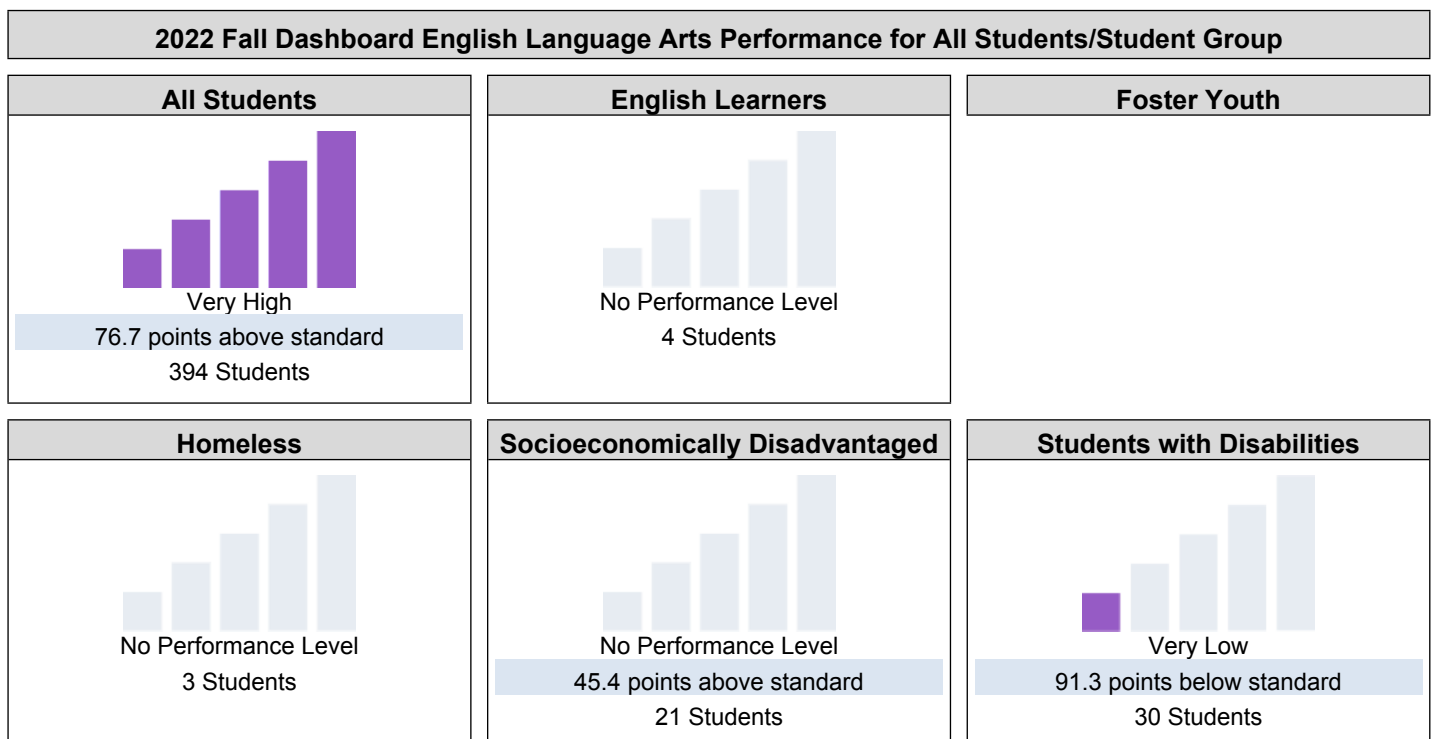 2022 Fall Dashboard English Language Arts Performance for All Students/Student Group
All Students
Very High
76.7 points above standard
394 Students
English Learners
No Performance Level
4 Students
Foster Youth
Homeless
No Performance Level
3 Students
Socioeconomically Disadvantaged
No Performance Level
45.4 points above standard
21 Students
Students with Disabilities
Very Low
91.3 points below standard
30 Students